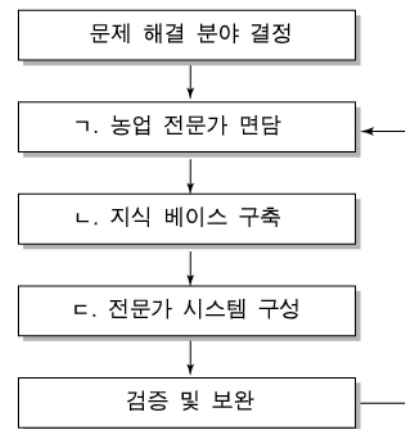 문제 해결 분야 결정
ㄱ. 농업 전문가 면담
ㄴ. 지식 베이스 구축
ㄷ. 전문가 시스템 구성
검증 및 보완